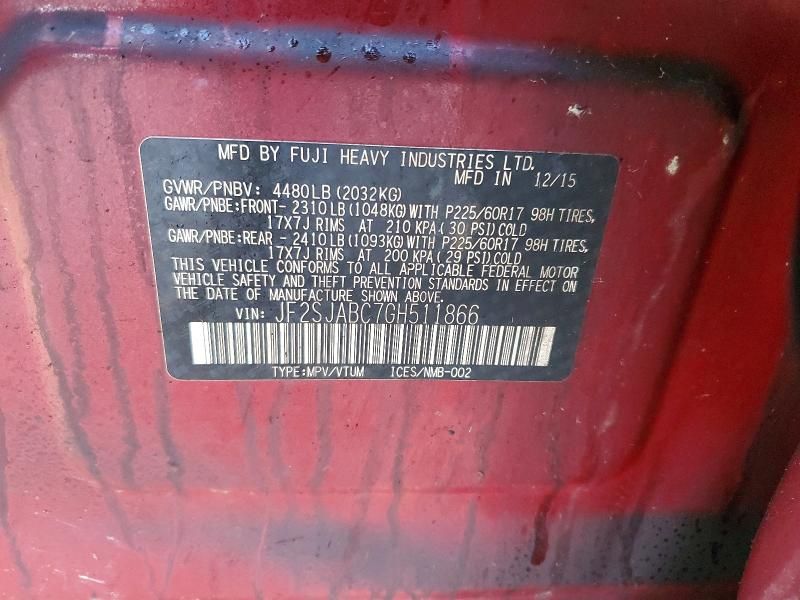 MFD BY FUJI HEAVY INDUSTRIES LTD.
MFD IN 12/15
GVWR/PNBV: 4480LB(2032KG)
GAWR/PNBE:FRONT-2310LB(1048KG)WITH P225/60R17 98H TIRES,
17X7J RIMS AT 210 KPA(30 PSI)COLD
GAWR/PNBE:REAR -2410LB(1093KG)WITH P225/60R17 98H TIRES,
17X7J RIMS AT 200 KPA(29 PSI)COLD
THIS VEHICLE CONFORMS TO ALL APPLICABLE FEDERAL MOTOR
VEHICLE SAFETY AND THEFT PREVENTION STANDARDS IN EFFECT ON
THE DATE OF MANUFACTURE SHOWN ABOVE.
VIN: JF2SJABC7GH511866
TYPE:MPV/VTUM ICES/NMB-002